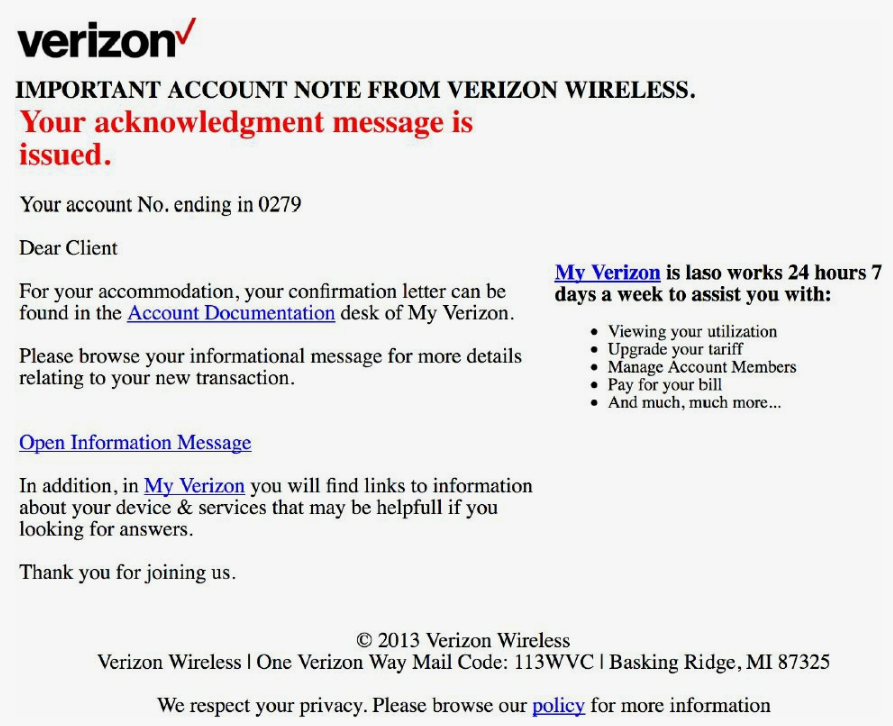 verizon
IMPORTANT ACCOUNT NOTE FROM VERIZON WIRELESS.
Your acknowledgment message is
issued.
Your account No. ending in 0279
Dear Client
For your accommodation, your confirmation letter can be
found in the Account Documentation desk of My Verizon.
Please browse your informational message for more details
relating to your new transaction.
Open Information Message
In addition, in My Verizon you will find links to information
about your device & services that may be helpfull if you
looking for answers.
Thank you for joining us.
My Verizon is laso works 24 hours 7
days a week to assist you with:
• Viewing your utilization
• Upgrade your tariff
• Manage Account Members
• Pay for your bill
• And much, much more...
© 2013 Verizon Wireless
Verizon Wireless | One Verizon Way Mail Code: 113WVC | Basking Ridge, MI 87325
We respect your privacy. Please browse our policy for more information